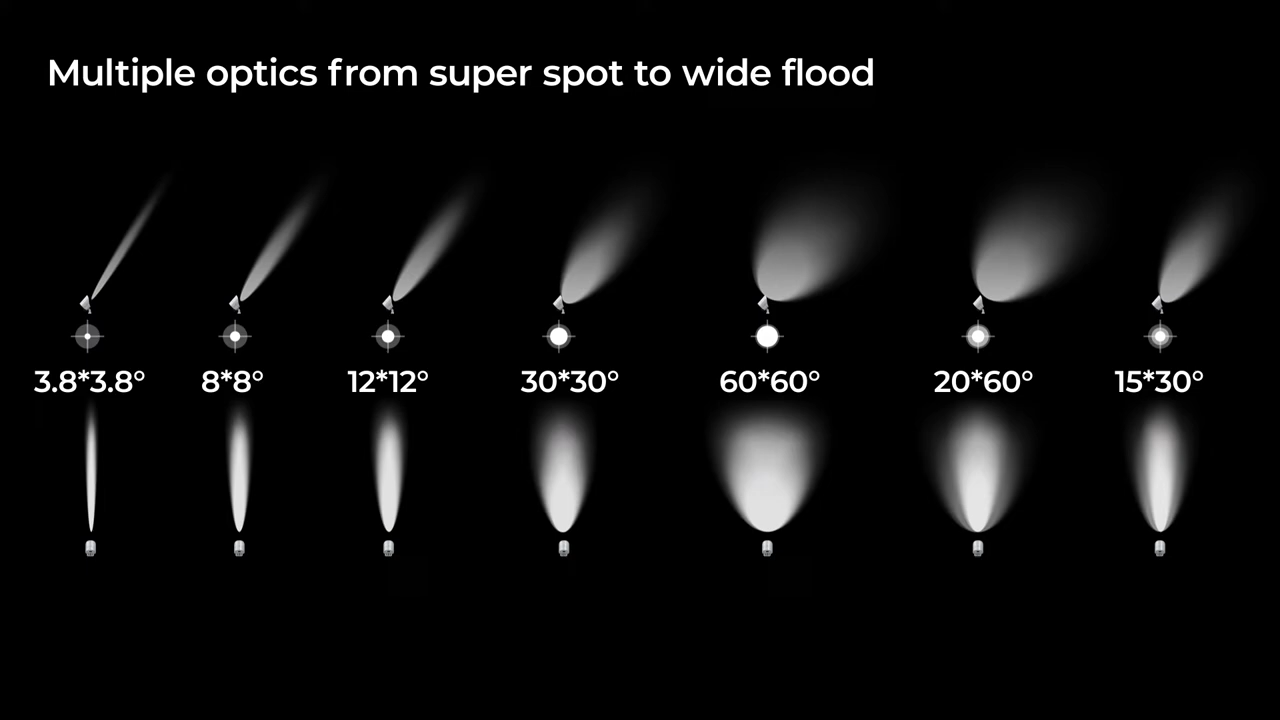 Multiple optics from super spot to wide flood
3.8*3.8° 8*8° 12*12° 30*30° 60*60° 20*60° 15*30°